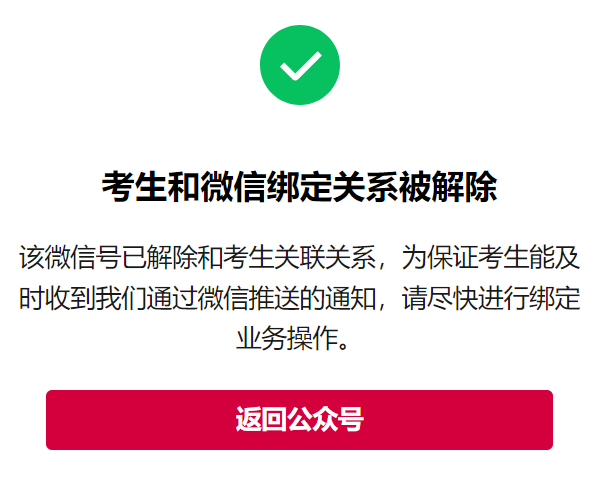 考生和微信绑定关系被解除
该微信号已解除和考生关联关系，为保证考生能及
时收到我们通过微信推送的通知，请尽快进行绑定
业务操作。
返回公众号